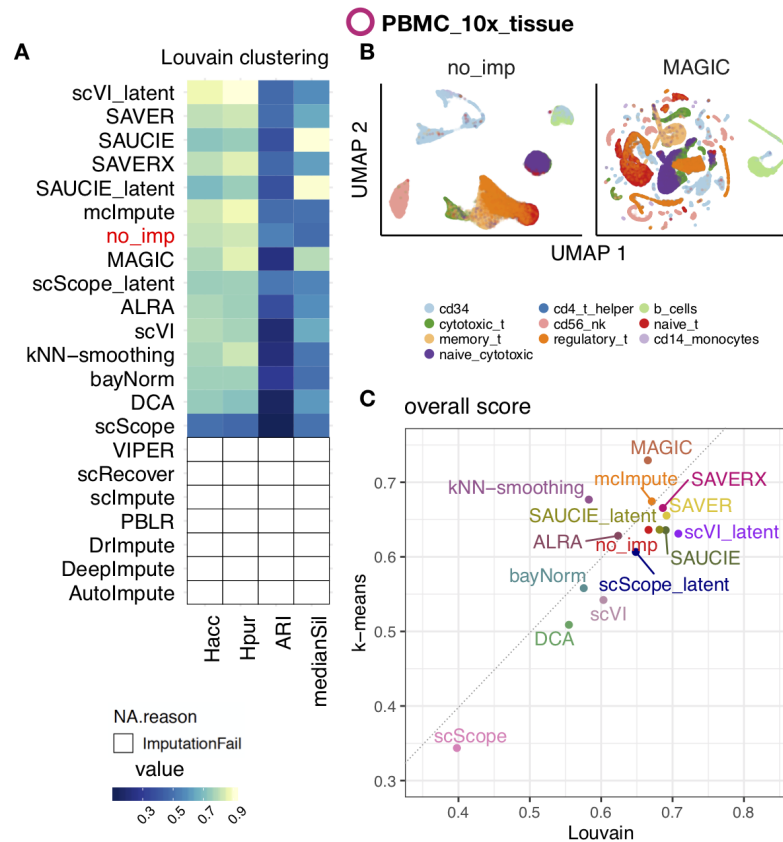 PBMC_10x_tissue
A
Louvain clustering
scVI_latent
SAVER
SAUCIE
SAVERX
SAUCIE_latent
mcImpute
no_imp
MAGIC
scScope_latent
ALRA
scVI
kNN−smoothing
bayNorm
DCA
scScope
VIPER
scRecover
scImpute
PBLR
DrImpute
DeepImpute
AutoImpute
Hacc
Hpur
ARI
medianSil
NA.reason
ImputationFail
value
0.3
0.5
0.7
0.9
B
no_imp
MAGIC
UMAP 2
UMAP 1
cd34
cd4_t_helper
b_cells
cytotoxic_t
cd56_nk
naive_t
memory_t
regulatory_t
cd14_monocytes
naive_cytotoxic
C
overall score
MAGIC
mcImpute
SAVERX
kNN−smoothing
SAVER
SAUCIE_latent
scVI_latent
ALRA
no_imp
SAUCIE
bayNorm
scScope_latent
scVI
DCA
scScope
k−means
0.7
0.6
0.5
0.4
0.3
0.4
0.5
0.6
0.7
0.8
Louvain